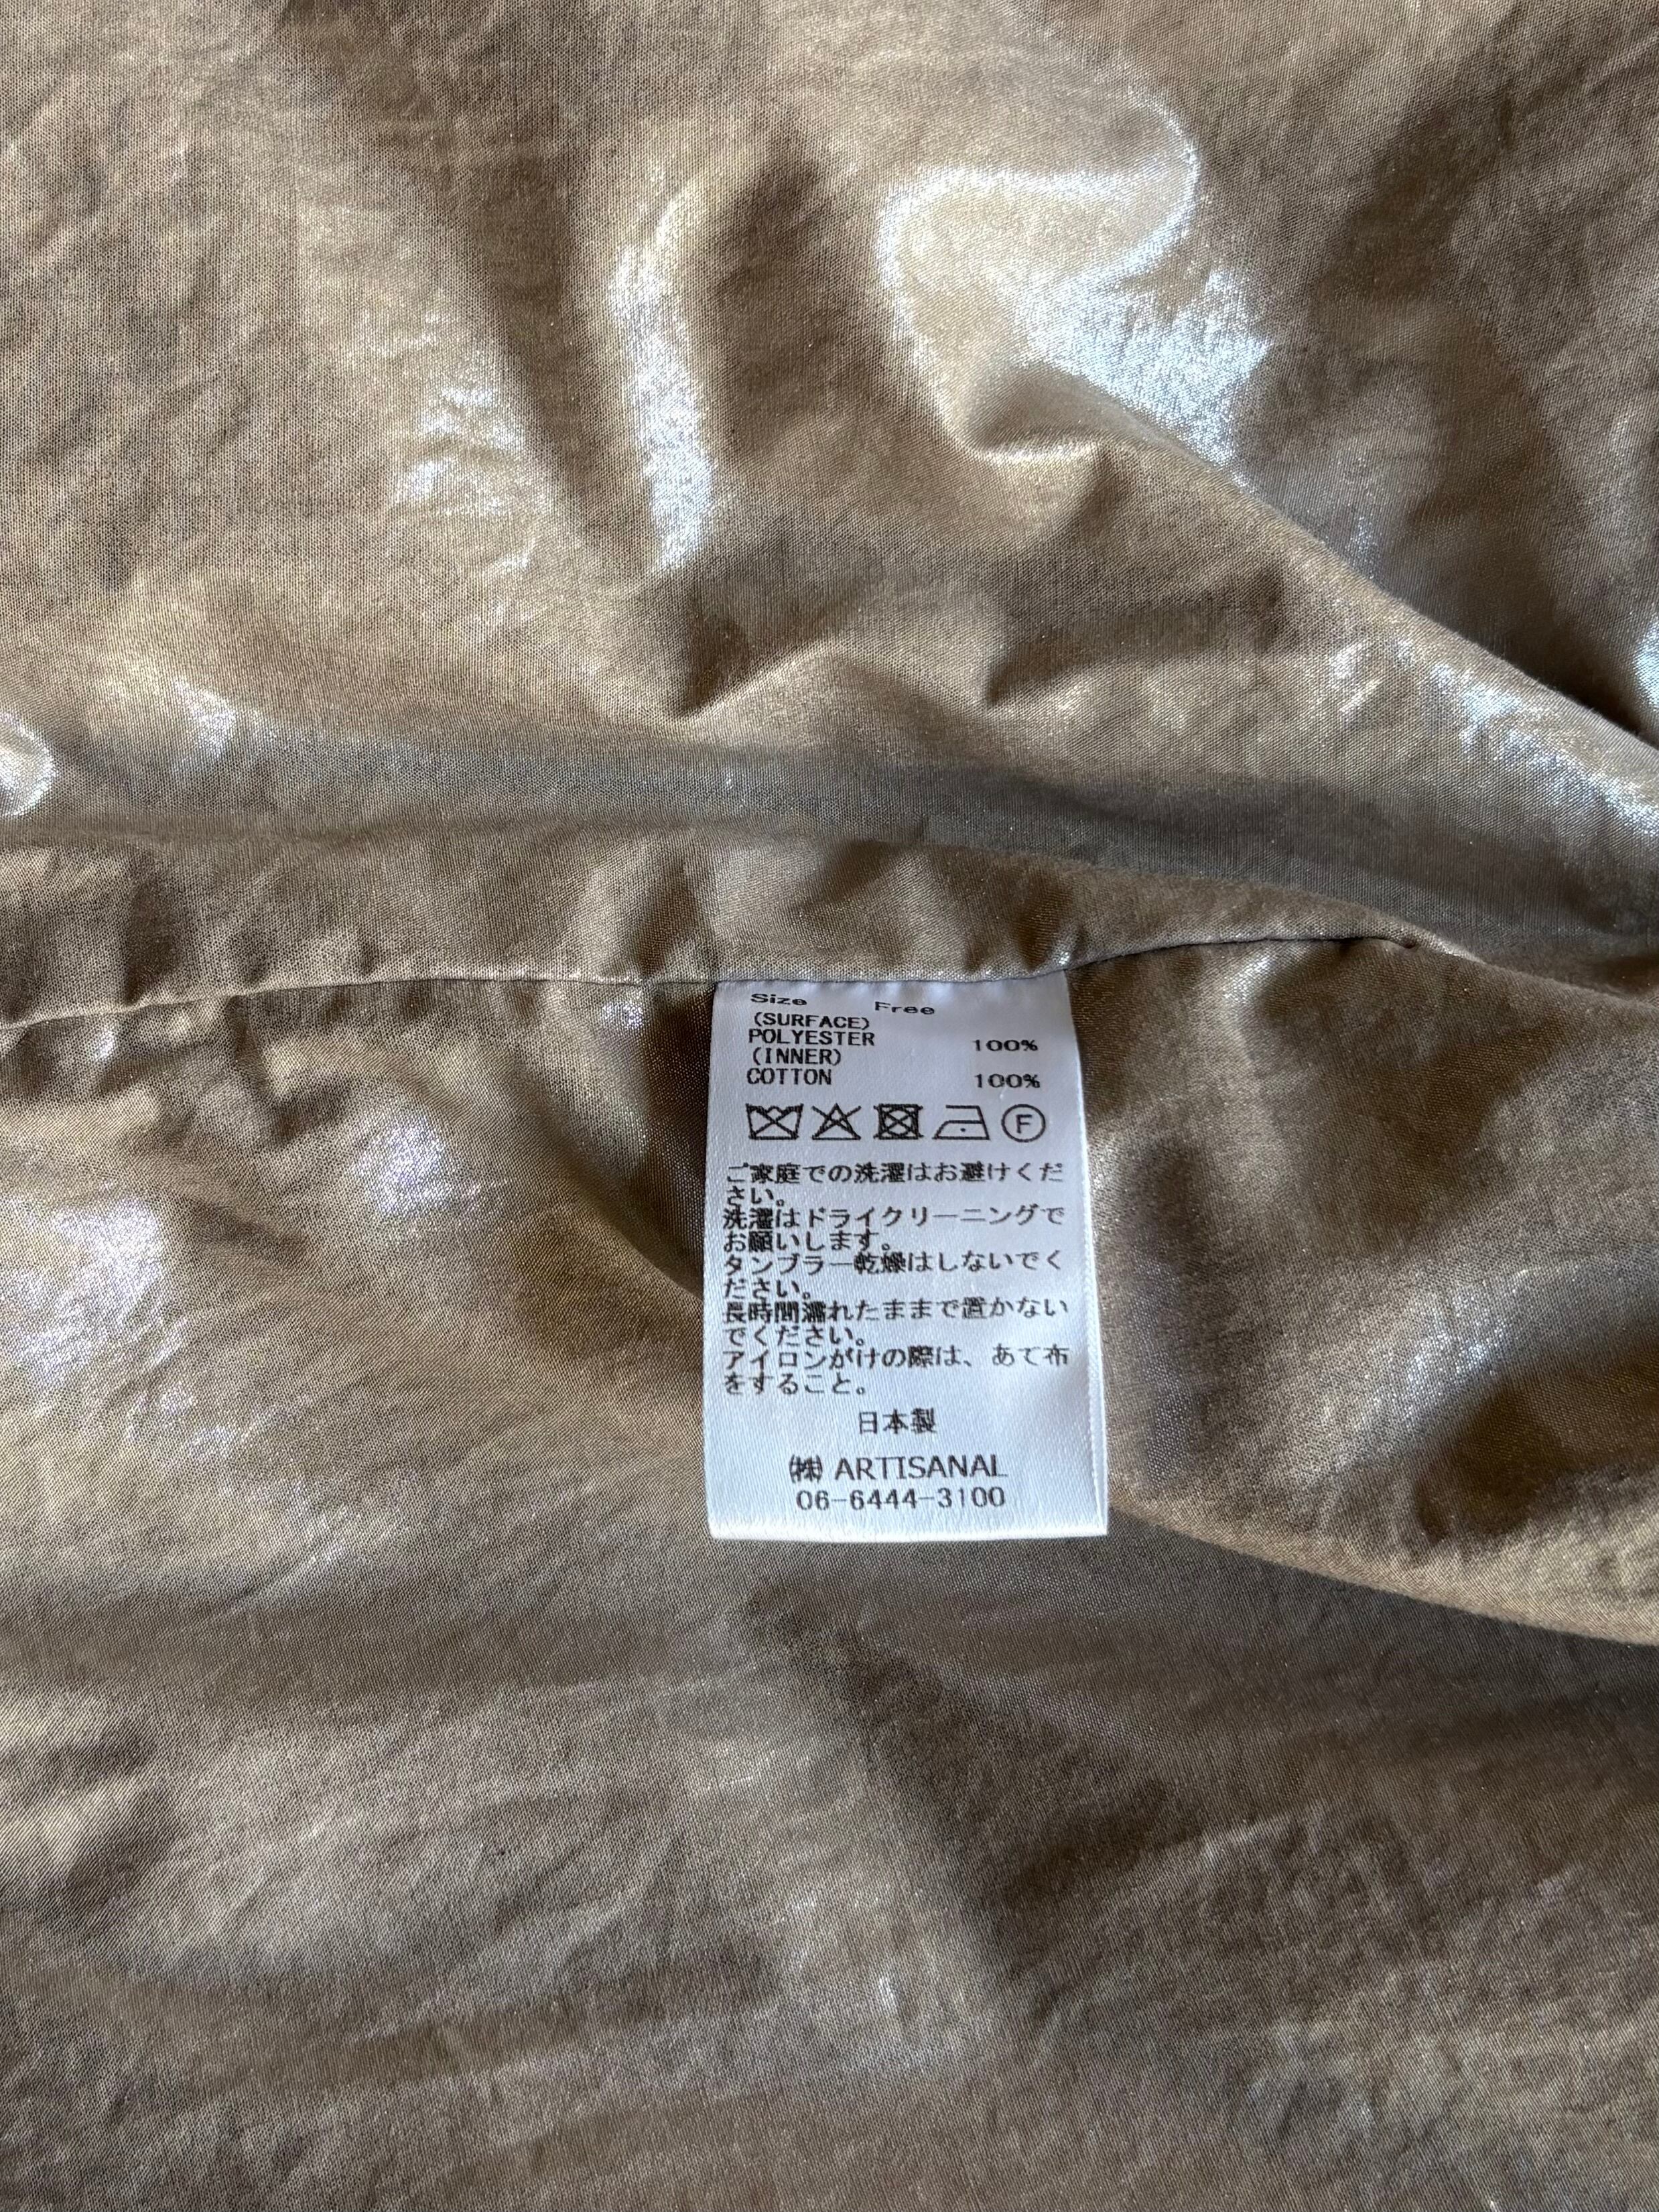 Size Free
(SURFACE)
POLYESTER 100%
(INNER)
COTTON 100%
F
ご家庭での洗濯はお避けくだ
さい。
洗濯はドライクリーニングで
お願いします。
タンブラー乾燥はしないでく
ださい。
長時間濡れたままで置かない
でください。
アイロンがけの際は、あて布
をすること。
日本製
㈱ ARTISANAL
06-6444-3100